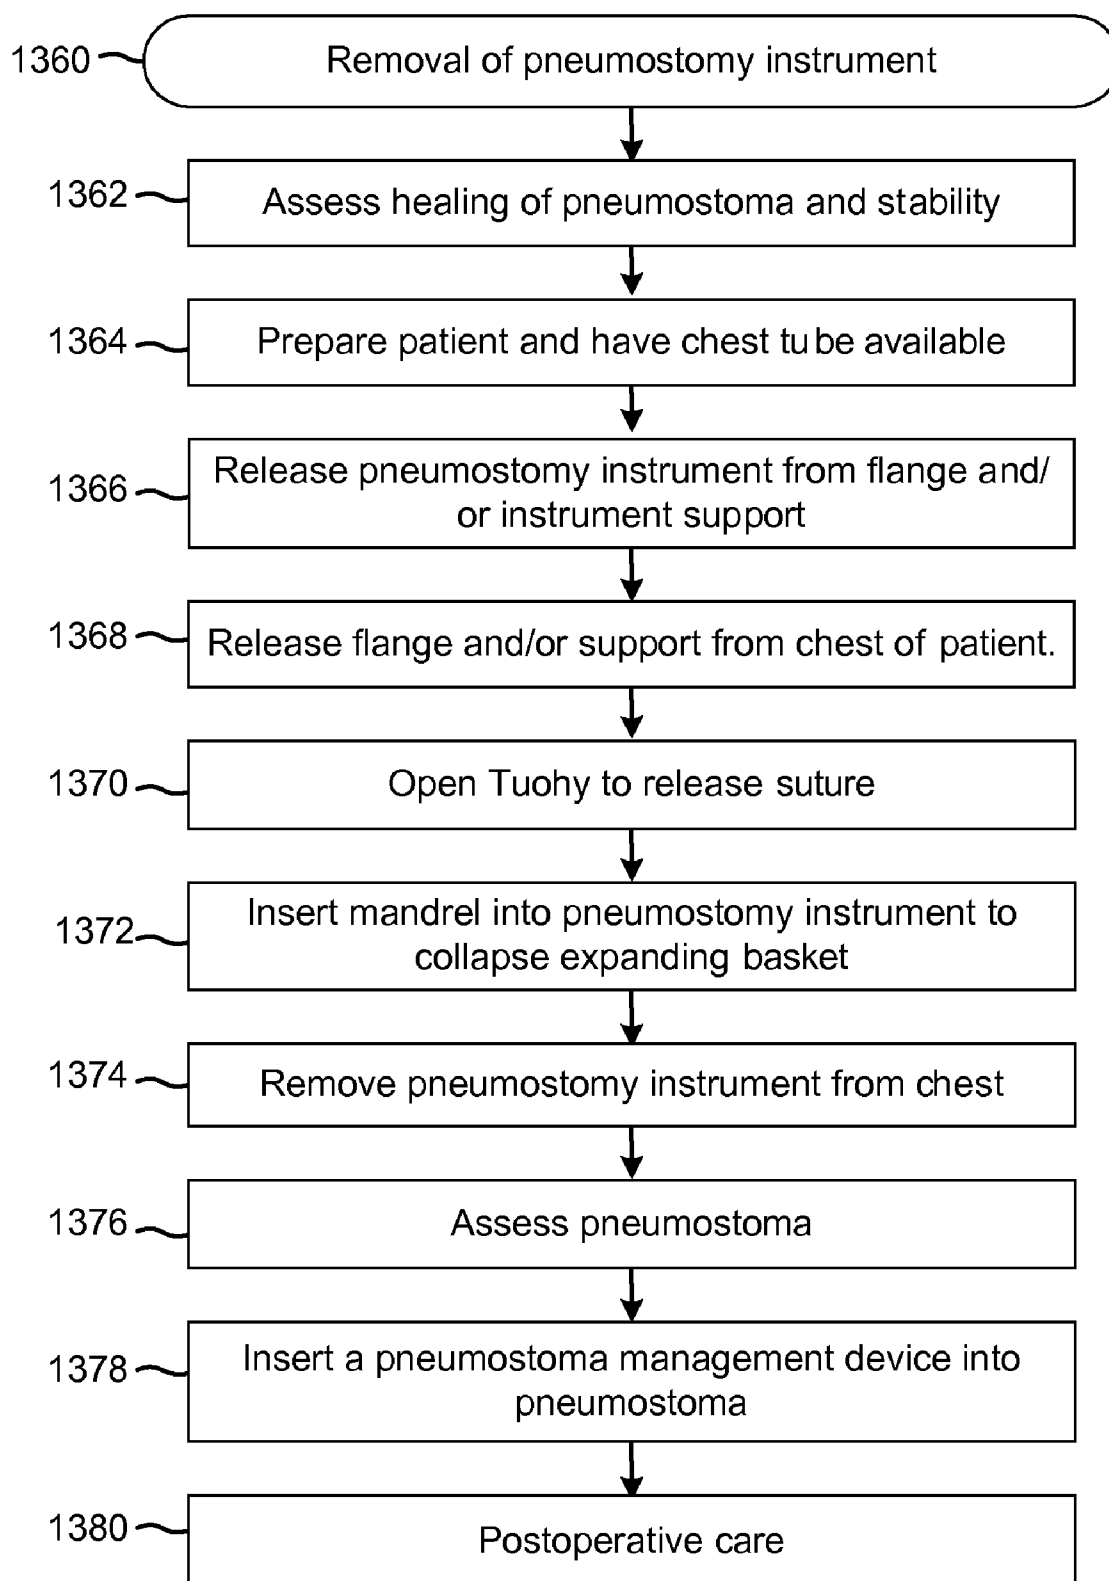 1360
Removal of pneumostomy instrument
1362
Assess healing of pneumostoma and stability
1364
Prepare patient and have chest tube available
1366
Release pneumostomy instrument from flange and/
or instrument support
1368
Release flange and/or support from chest of patient.
1370
Open Tuohy to release suture
1372
Insert mandrel into pneumostomy instrument to
collapse expanding basket
1374
Remove pneumostomy instrument from chest
1376
Assess pneumostoma
1378
Insert a pneumostoma management device into
pneumostoma
1380
Postoperative care